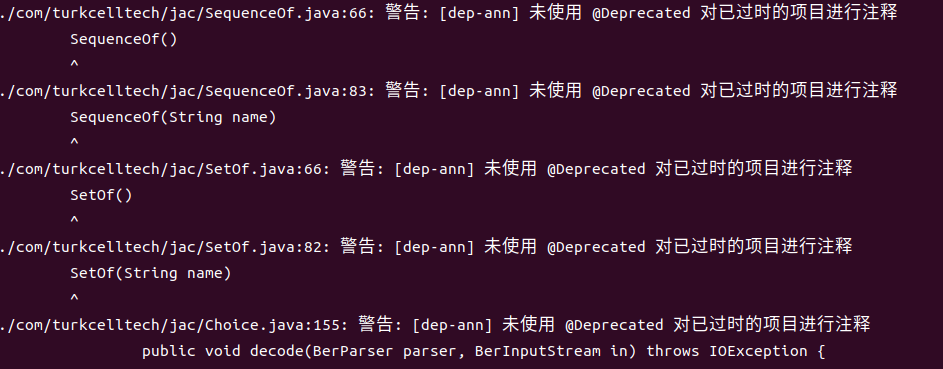 ./com/turkcelltech/jac/SequenceOf.java:66: 警告: [dep-ann] 未使用 @Deprecated 对已过时的项目进行注释
SequenceOf()
^
./com/turkcelltech/jac/SequenceOf.java:83: 警告: [dep-ann] 未使用 @Deprecated 对已过时的项目进行注释
SequenceOf(String name)
^
./com/turkcelltech/jac/SetOf.java:66: 警告: [dep-ann] 未使用 @Deprecated 对已过时的项目进行注释
SetOf()
^
./com/turkcelltech/jac/SetOf.java:82: 警告: [dep-ann] 未使用 @Deprecated 对已过时的项目进行注释
SetOf(String name)
^
./com/turkcelltech/jac/Choice.java:155: 警告: [dep-ann] 未使用 @Deprecated 对已过时的项目进行注释
public void decode(BerParser parser, BerInputStream in) throws IOException {